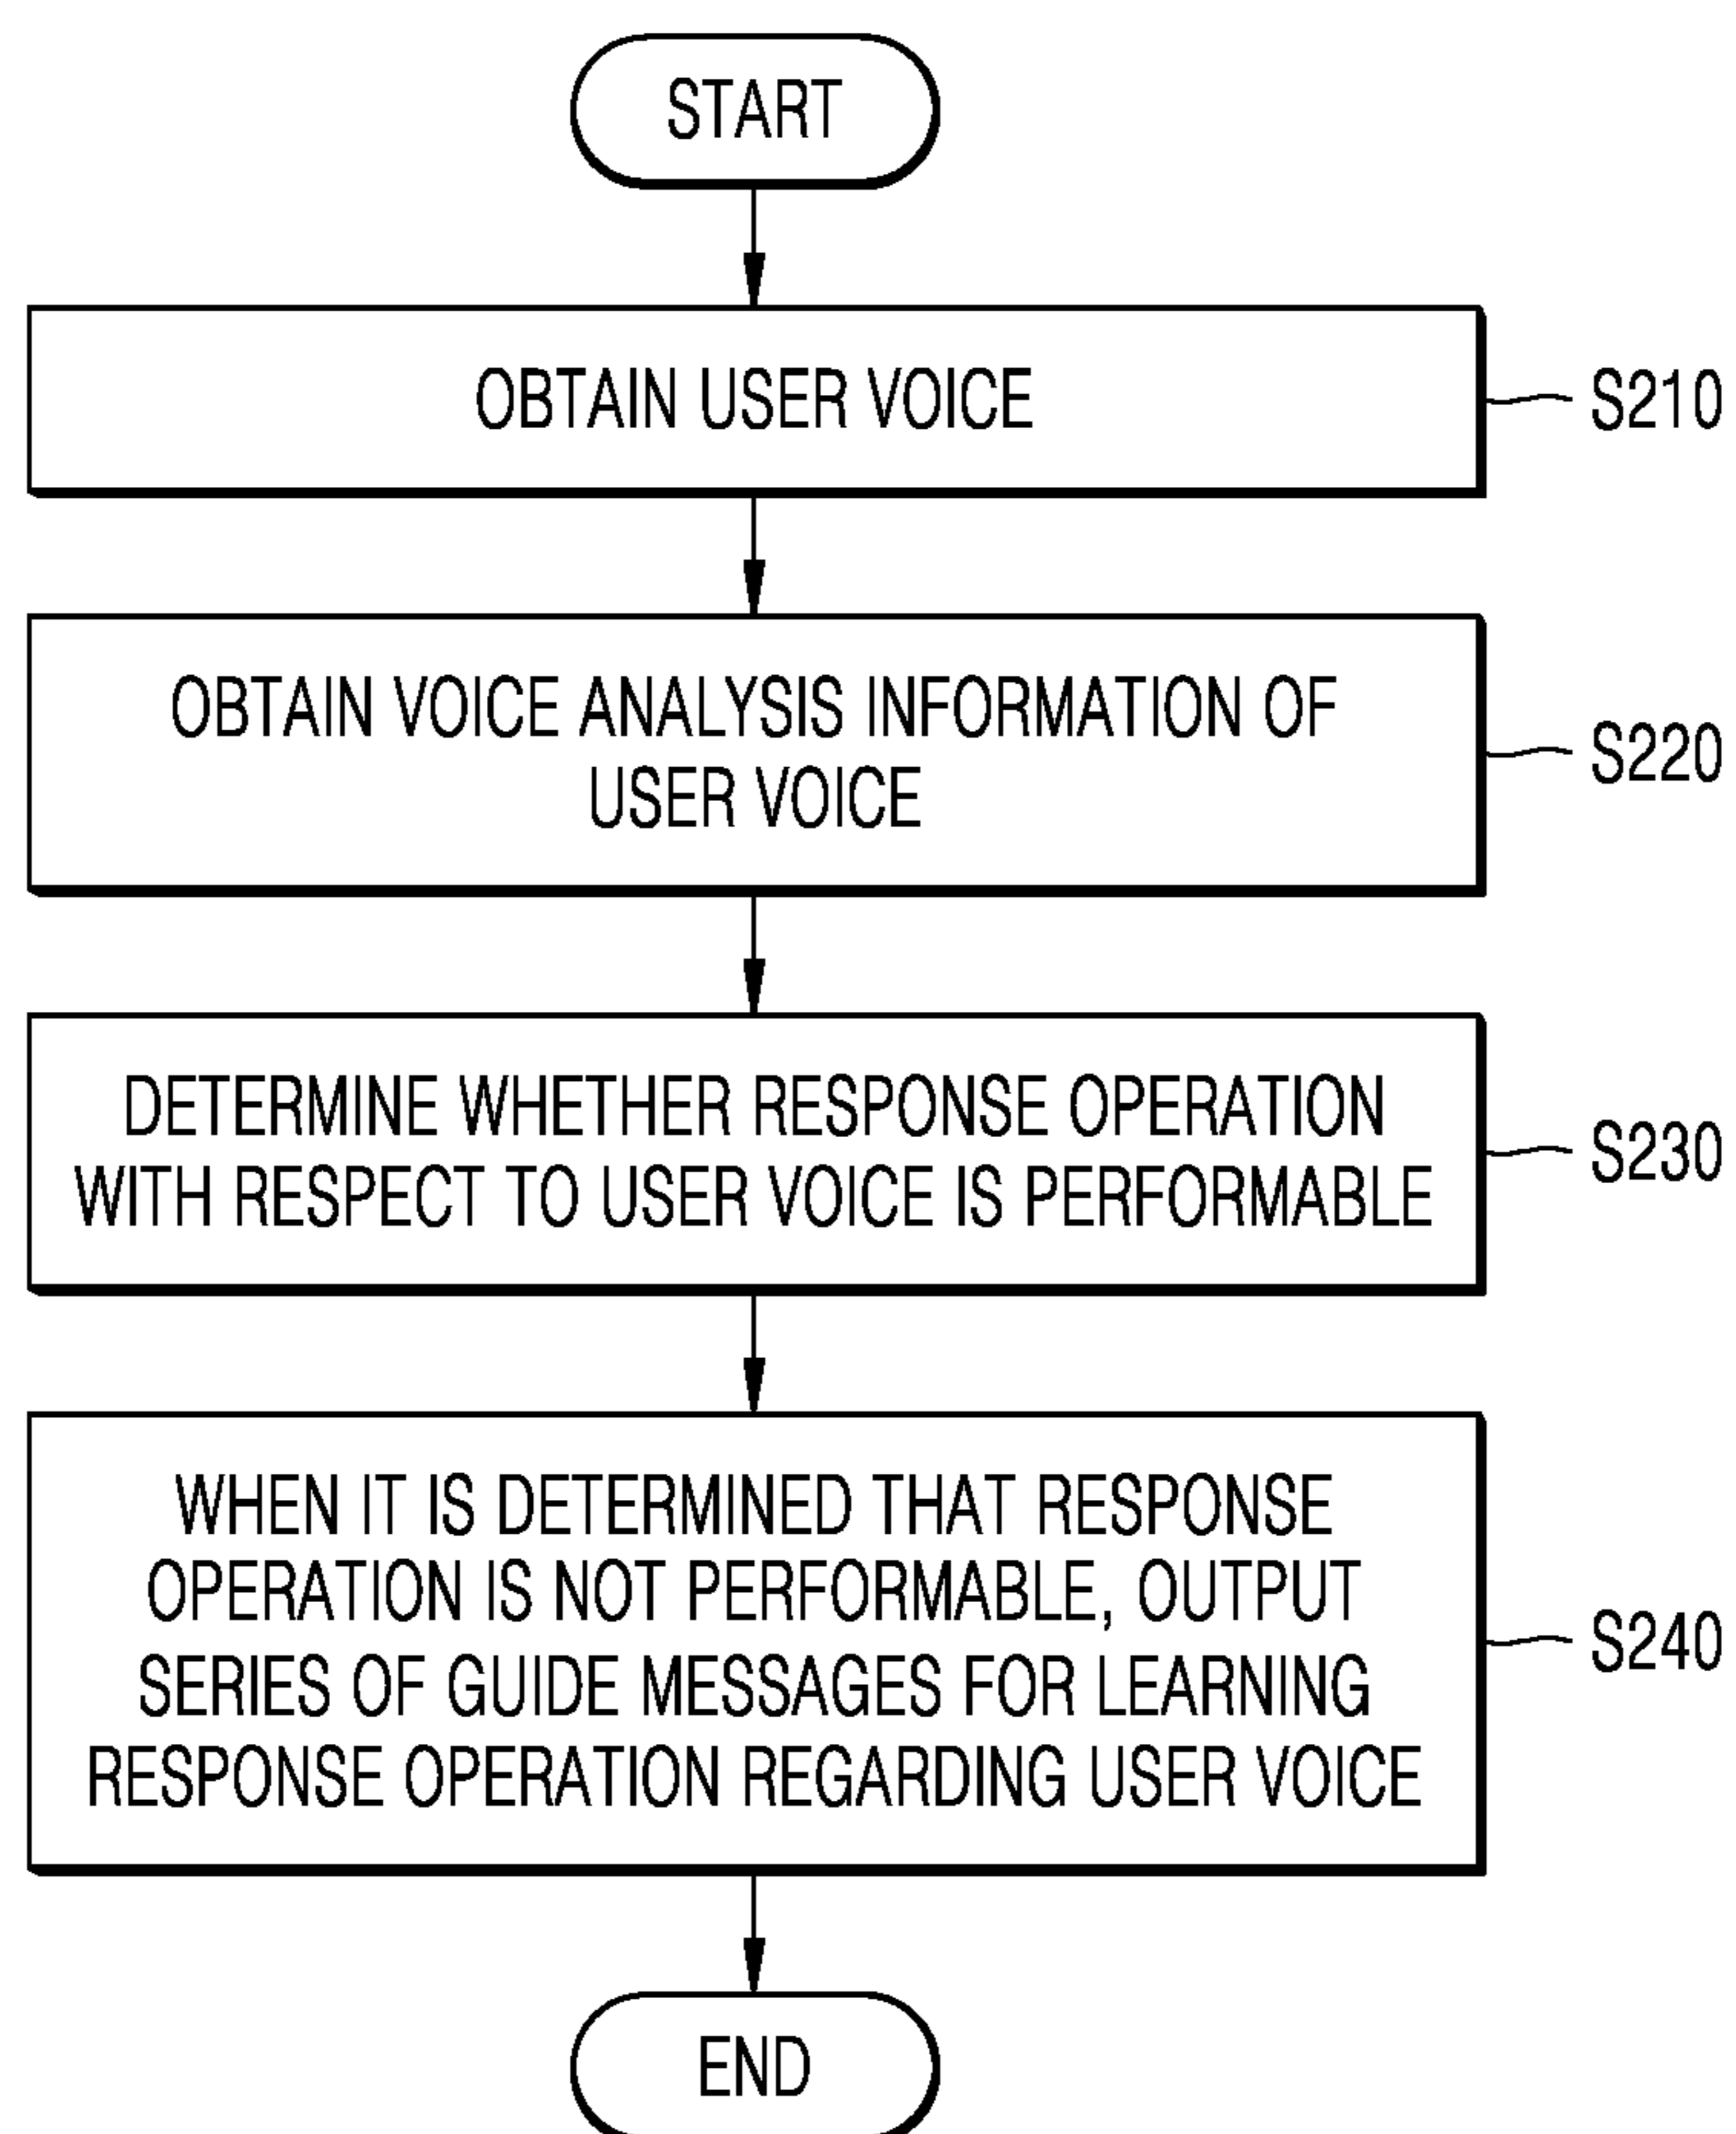 START
OBTAIN USER VOICE
S210
OBTAIN VOICE ANALYSIS INFORMATION OF
USER VOICE
S220
DETERMINE WHETHER RESPONSE OPERATION
WITH RESPECT TO USER VOICE IS PERFORMABLE
S230
WHEN IT IS DETERMINED THAT RESPONSE
OPERATION IS NOT PERFORMABLE, OUTPUT
SERIES OF GUIDE MESSAGES FOR LEARNING
RESPONSE OPERATION REGARDING USER VOICE
S240
END